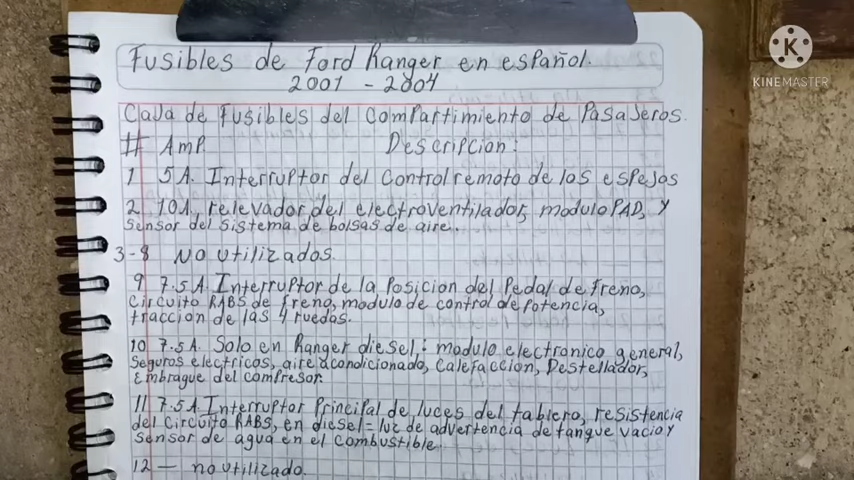 Fusibles de Ford Ranger en español.
2001 - 2004
Caja de Fusibles del Compartimiento de Pasajeros.
# Amp. Descripcion:
1 5A. Interruptor del Control remoto de los espejos
2 10A, relevador del electroventilador, modulo PAD, y
sensor del sistema de bolsas de aire.
3-8 No utilizados.
9 7.5A Interruptor de la Posicion del Pedal de freno,
Circuito RABS de freno, modulo de control de potencia,
traccion de las 4 ruedas.
10 7.5A. Solo en Ranger diesel: modulo electronico general,
Seguros electricos, aire acondicionado, Calefaccion, Destellador,
Embrague del compresor.
11 7.5A Interruptor Principal de luces del tablero, resistencia
del circuito RABS, en diesel = luz de advertencia de tanque vacio y
Sensor de agua en el combustible.
12 — no utilizado.
KINEMASTER